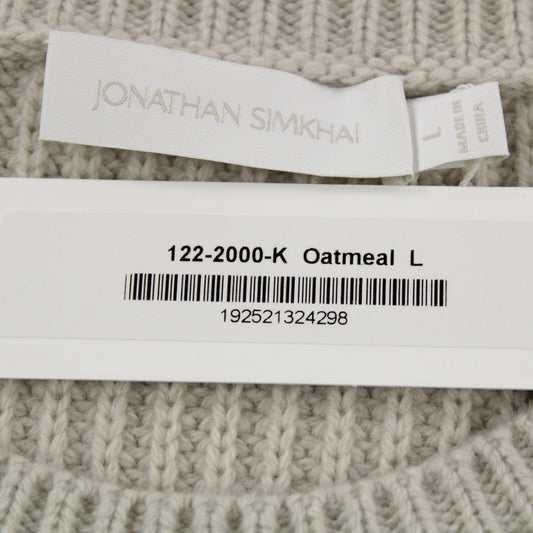 JONATHAN SIMKHAI
L
MADE IN
CHINA
122-2000-K Oatmeal L
192521324298